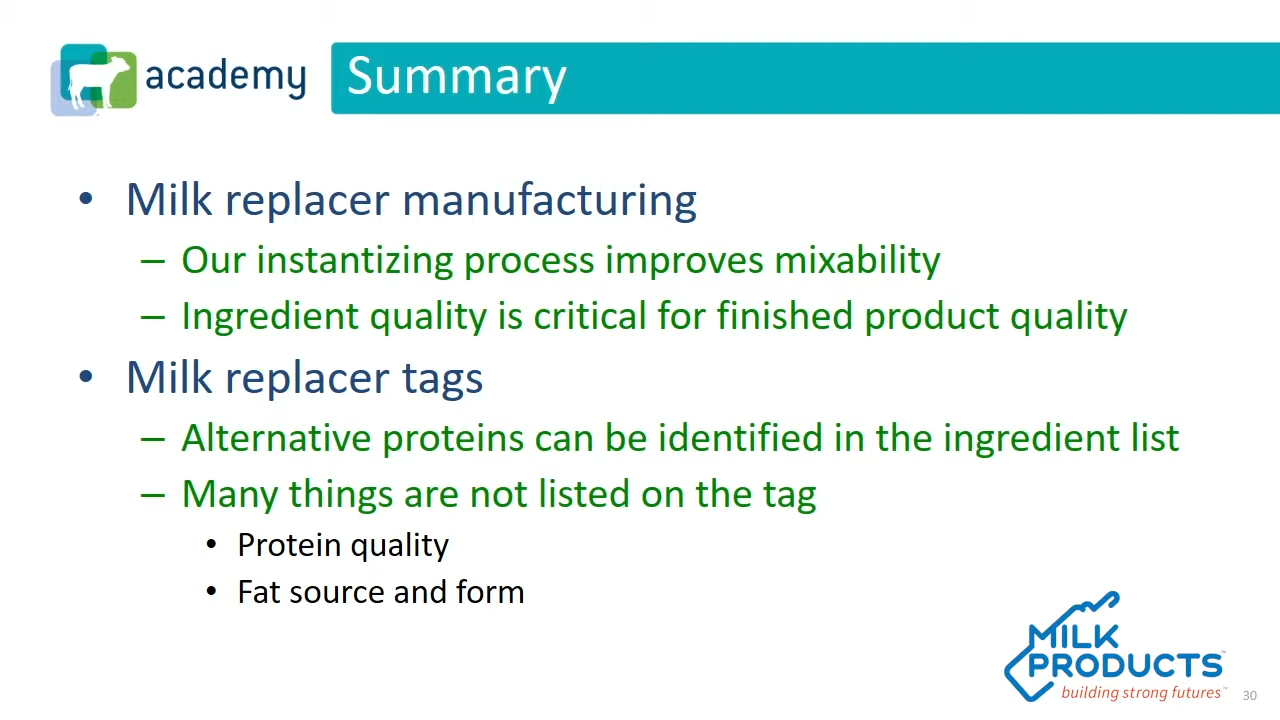 academy
Summary
• Milk replacer manufacturing
– Our instantizing process improves mixability
– Ingredient quality is critical for finished product quality
• Milk replacer tags
– Alternative proteins can be identified in the ingredient list
– Many things are not listed on the tag
• Protein quality
• Fat source and form
MILK
PRODUCTS™
building strong futures™
30